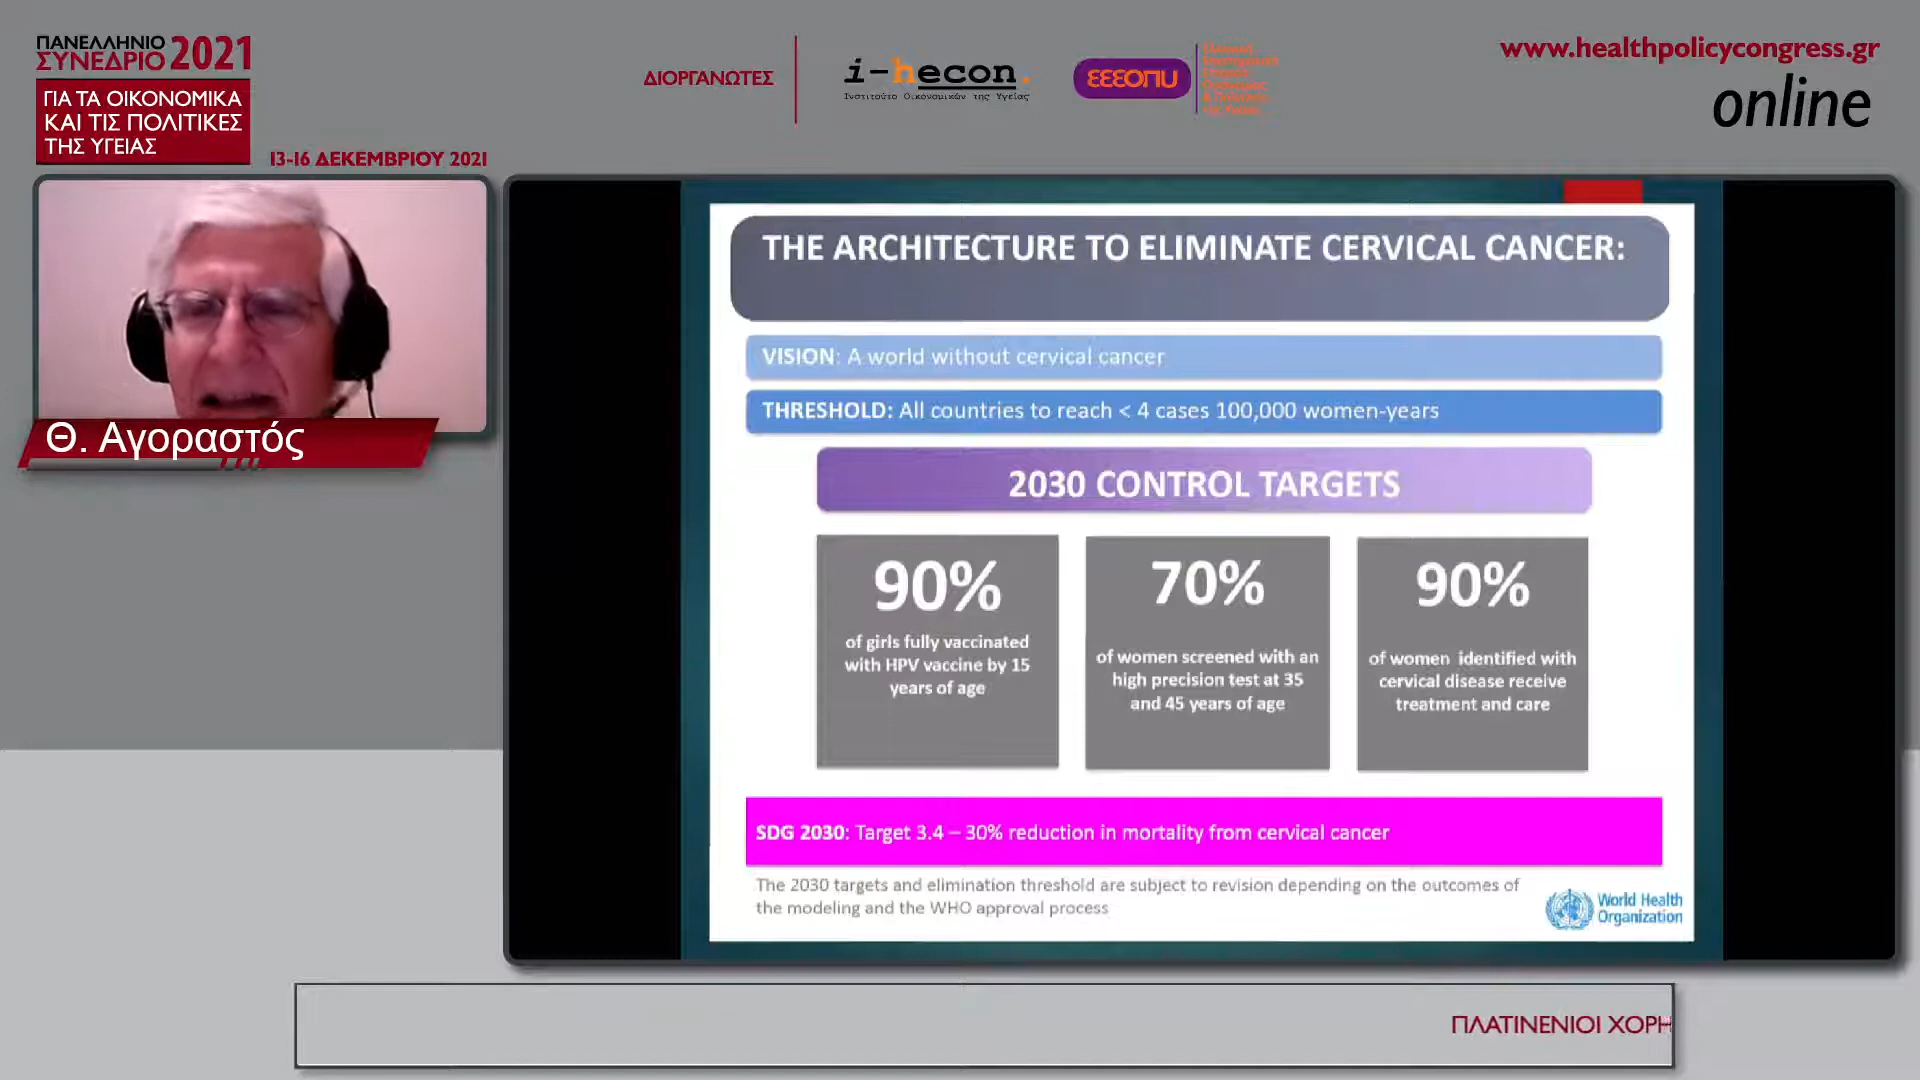 ΠΑΝΕΛΛΗΝΙΟ
ΣΥΝΕΔΡΙΟ 2021
ΓΙΑ ΤΑ ΟΙΚΟΝΟΜΙΚΑ
ΚΑΙ ΤΙΣ ΠΟΛΙΤΙΚΕΣ
ΤΗΣ ΥΓΕΙΑΣ
13-16 ΔΕΚΕΜΒΡΙΟΥ 2021
ΔΙΟΡΓΑΝΩΤΕΣ
i-hecon.
Ινστιτούτο Οικονομικών της Υγείας
ΕΕΕΟΠΥ
www.healthpolicycongress.gr
online
Θ. Αγοραστός
THE ARCHITECTURE TO ELIMINATE CERVICAL CANCER:
VISION: A world without cervical cancer
THRESHOLD: All countries to reach < 4 cases 100,000 women-years
2030 CONTROL TARGETS
90%
of girls fully vaccinated
with HPV vaccine by 15
years of age
70%
of women screened with an
high precision test at 35
and 45 years of age
90%
of women identified with
cervical disease receive
treatment and care
SDG 2030: Target 3.4 – 30% reduction in mortality from cervical cancer
The 2030 targets and elimination threshold are subject to revision depending on the outcomes of
the modeling and the WHO approval process
World Health
Organization
ΠΛΑΤΙΝΕΝΙΟΙ ΧΟΡΗ